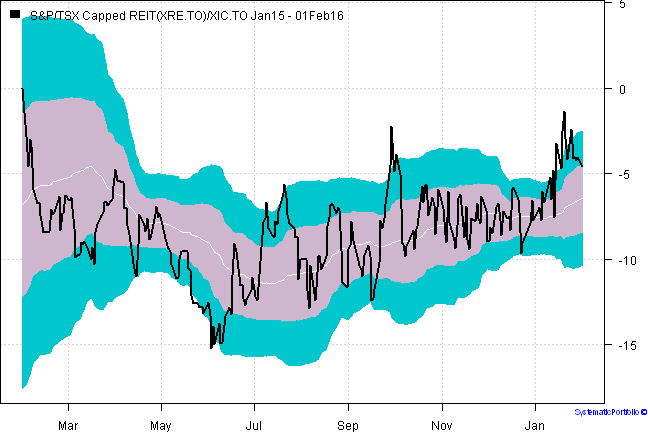 S&P/TSX Capped REIT(XRE.TO)/XIC.TO Jan15 - 01Feb16
5
0
-5
-10
-15
Mar May Jul Sep Nov Jan
SystematicPortfolio ©